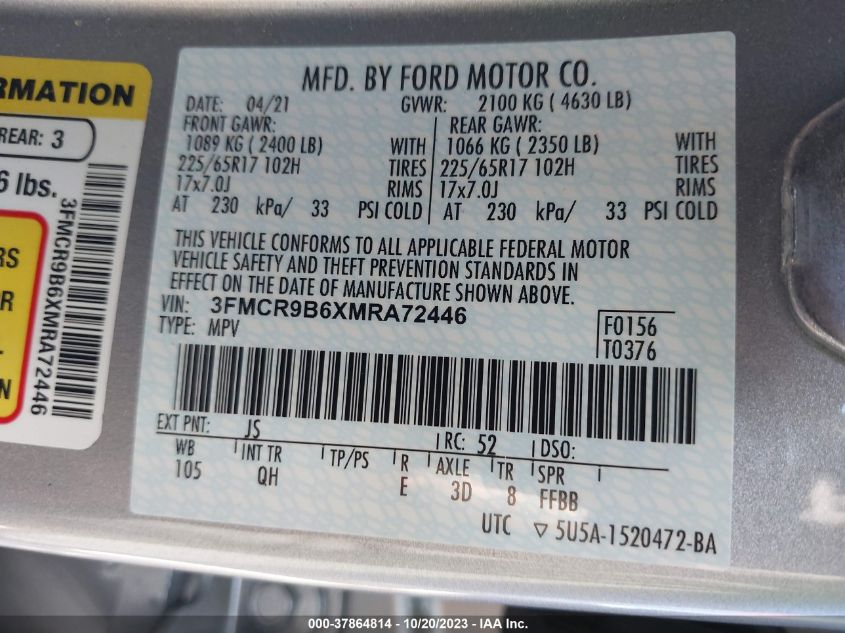 RMATION
REAR: 3
6 lbs.
RS
R
N
3FMCR9B6XMRA72446
MFD. BY FORD MOTOR CO.
DATE: 04/21 GVWR: 2100 KG ( 4630 LB)
FRONT GAWR: REAR GAWR:
1089 KG ( 2400 LB) WITH 1066 KG ( 2350 LB) WITH
225/65R17 102H TIRES 225/65R17 102H TIRES
17x7.0J RIMS 17x7.0J RIMS
AT 230 kPa/ 33 PSI COLD AT 230 kPa/ 33 PSI COLD
THIS VEHICLE CONFORMS TO ALL APPLICABLE FEDERAL MOTOR
VEHICLE SAFETY AND THEFT PREVENTION STANDARDS IN
EFFECT ON THE DATE OF MANUFACTURE SHOWN ABOVE.
VIN: 3FMCR9B6XMRA72446
TYPE: MPV
F0156
T0376
EXT PNT: JS RC: 52 DSO:
WB INT TR TP/PS R AXLE TR SPR
105 QH E 3D 8 FFBB
UTC ▽ 5U5A-1520472-BA
000-37864814 - 10/20/2023 - IAA Inc.